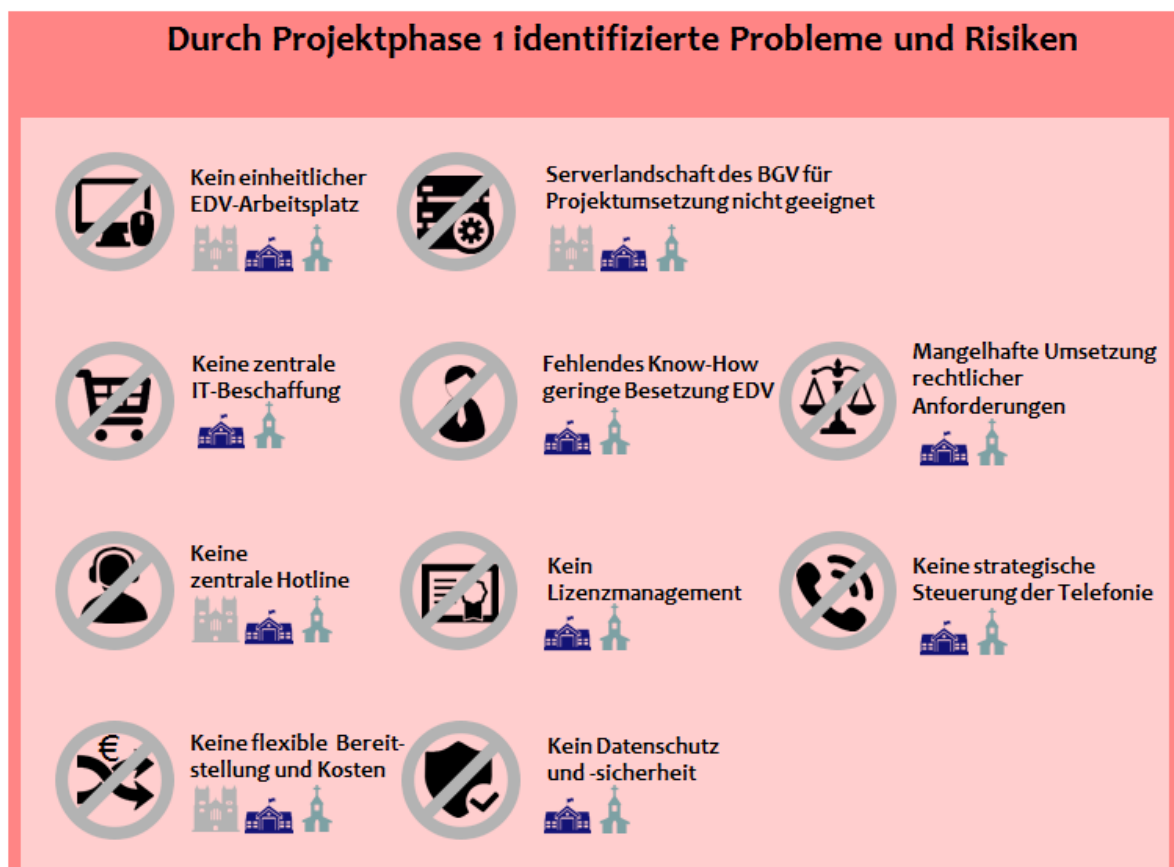 Durch Projektphase 1 identifizierte Probleme und Risiken
Kein einheitlicher
EDV-Arbeitsplatz
Serverlandschaft des BGV für
Projektumsetzung nicht geeignet
Keine zentrale
IT-Beschaffung
Fehlendes Know-How
geringe Besetzung EDV
Mangelhafte Umsetzung
rechtlicher
Anforderungen
Keine
zentrale Hotline
Kein
Lizenzmanagement
Keine strategische
Steuerung der Telefonie
€
Keine flexible Bereit-
stellung und Kosten
Kein Datenschutz
und -sicherheit